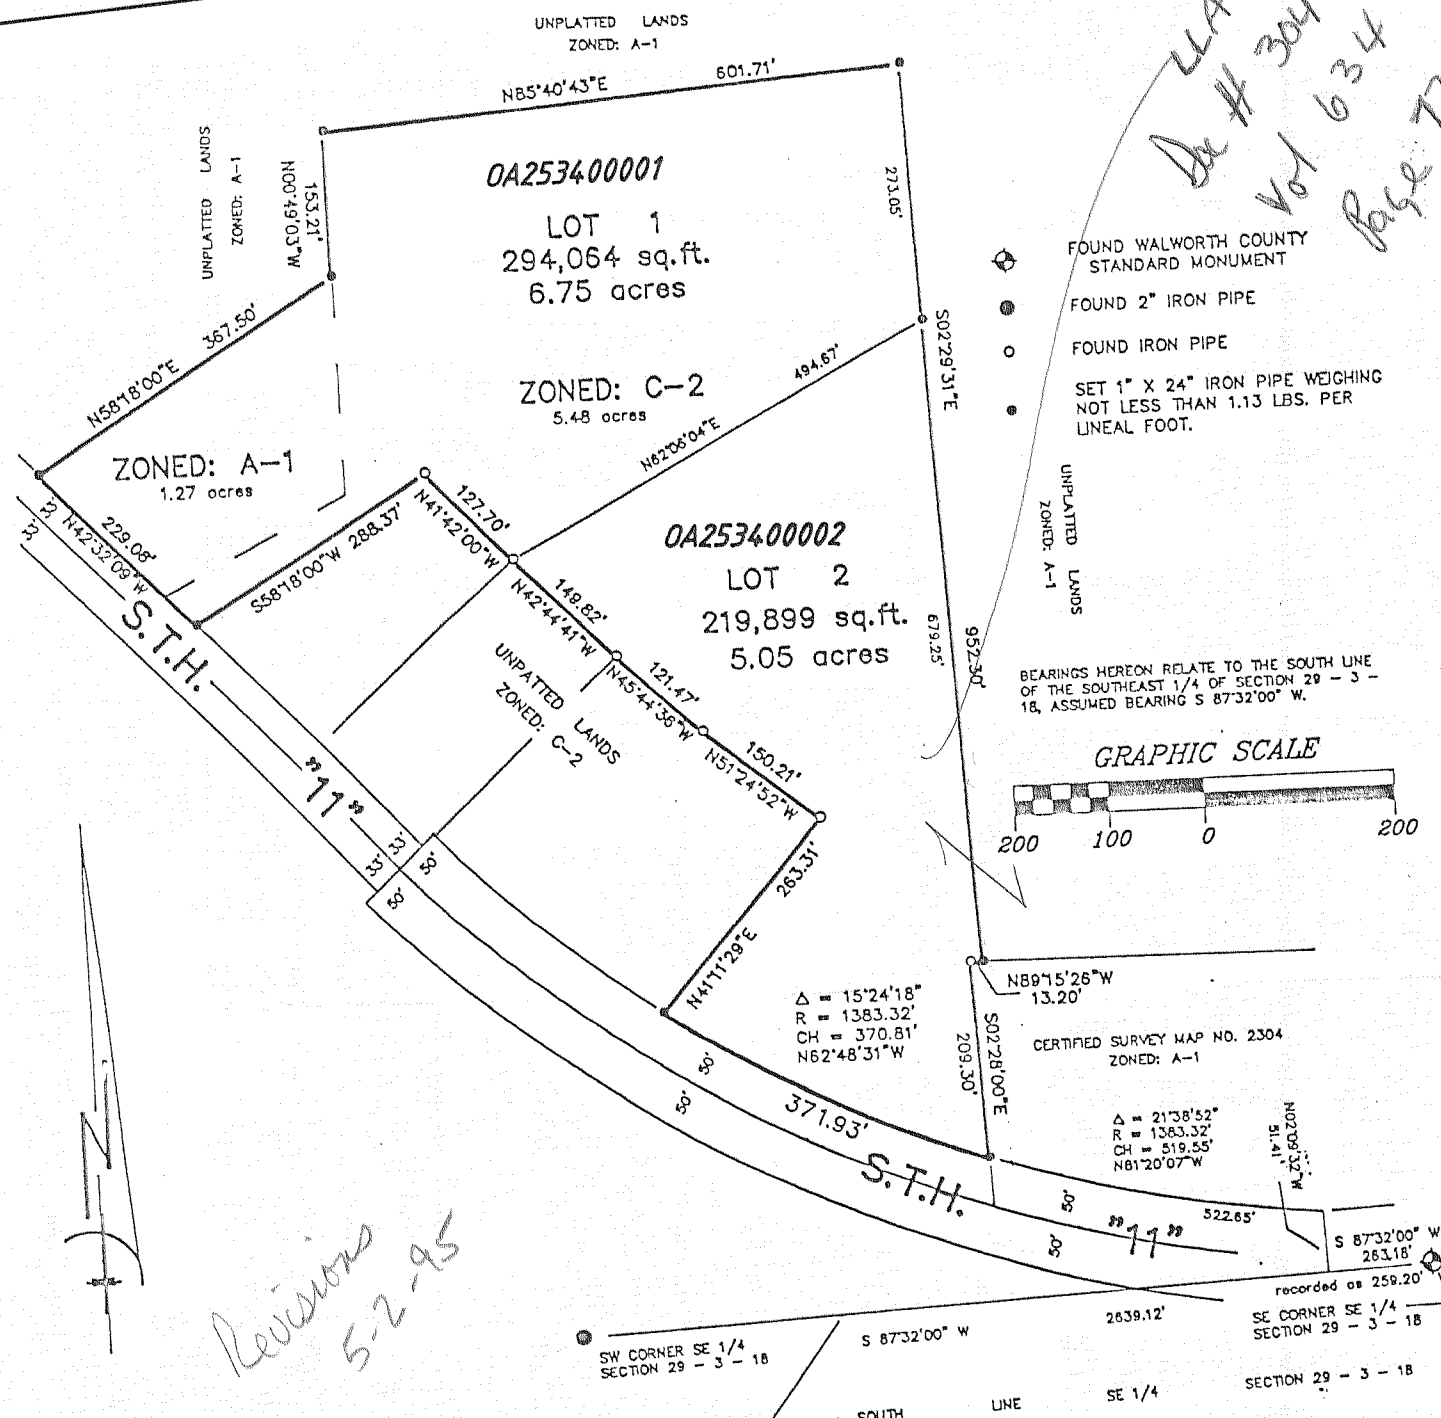 UNPLATTED LANDS
ZONED: A-1
N85°40'43"E 601.71'
UNPLATTED LANDS
ZONED: A-1
N00°49'03"W
153.21'
OA253400001
LOT 1
294,064 sq.ft.
6.75 acres
273.05'
LLA
Doc #
Vol 634
Page
FOUND WALWORTH COUNTY
STANDARD MONUMENT
FOUND 2" IRON PIPE
FOUND IRON PIPE
SET 1" X 24" IRON PIPE WEIGHING
NOT LESS THAN 1.13 LBS. PER
LINEAL FOOT.
N58°18'00"E 367.50'
ZONED: C-2
5.48 acres
494.67'
N62°06'04"E
S02°29'31"E
ZONED: A-1
1.27 acres
33'
33'
229.08'
N42°32'09"W
S58°18'00"W 288.37'
127.70'
N41°42'00"W
OA253400002
LOT 2
219,899 sq.ft.
5.05 acres
UNPLATTED LANDS
ZONED: A-1
149.82'
N42°44'41"W
121.47'
N45°44'36"W
679.25'
952.30'
UNPATTED LANDS
ZONED: C-2
150.21'
N51°24'52"W
BEARINGS HEREON RELATE TO THE SOUTH LINE
OF THE SOUTHEAST 1/4 OF SECTION 29 - 3 -
18, ASSUMED BEARING S 87°32'00" W.
GRAPHIC SCALE
200 100 0 200
S.T.H.
"11"
33'
33'
50'
50'
263.31'
N41°11'29"E
N89°15'26"W
13.20'
Δ = 15°24'18"
R = 1383.32'
CH = 370.81'
N62°48'31"W
209.30'
S02°28'00"E
CERTIFIED SURVEY MAP NO. 2304
ZONED: A-1
50'
50'
371.93'
Δ = 21°38'52"
R = 1383.32'
CH = 519.55'
N81°20'07"W
N02°09'32"W
51.41'
S.T.H.
"11"
50'
50'
522.65'
S 87°32'00" W
263.18'
recorded as 259.20'
N
Revisions
5-2-95
SW CORNER SE 1/4
SECTION 29 - 3 - 18
S 87°32'00" W
2639.12'
SE CORNER SE 1/4
SECTION 29 - 3 - 18
SOUTH LINE SE 1/4 SECTION 29 - 3 - 18